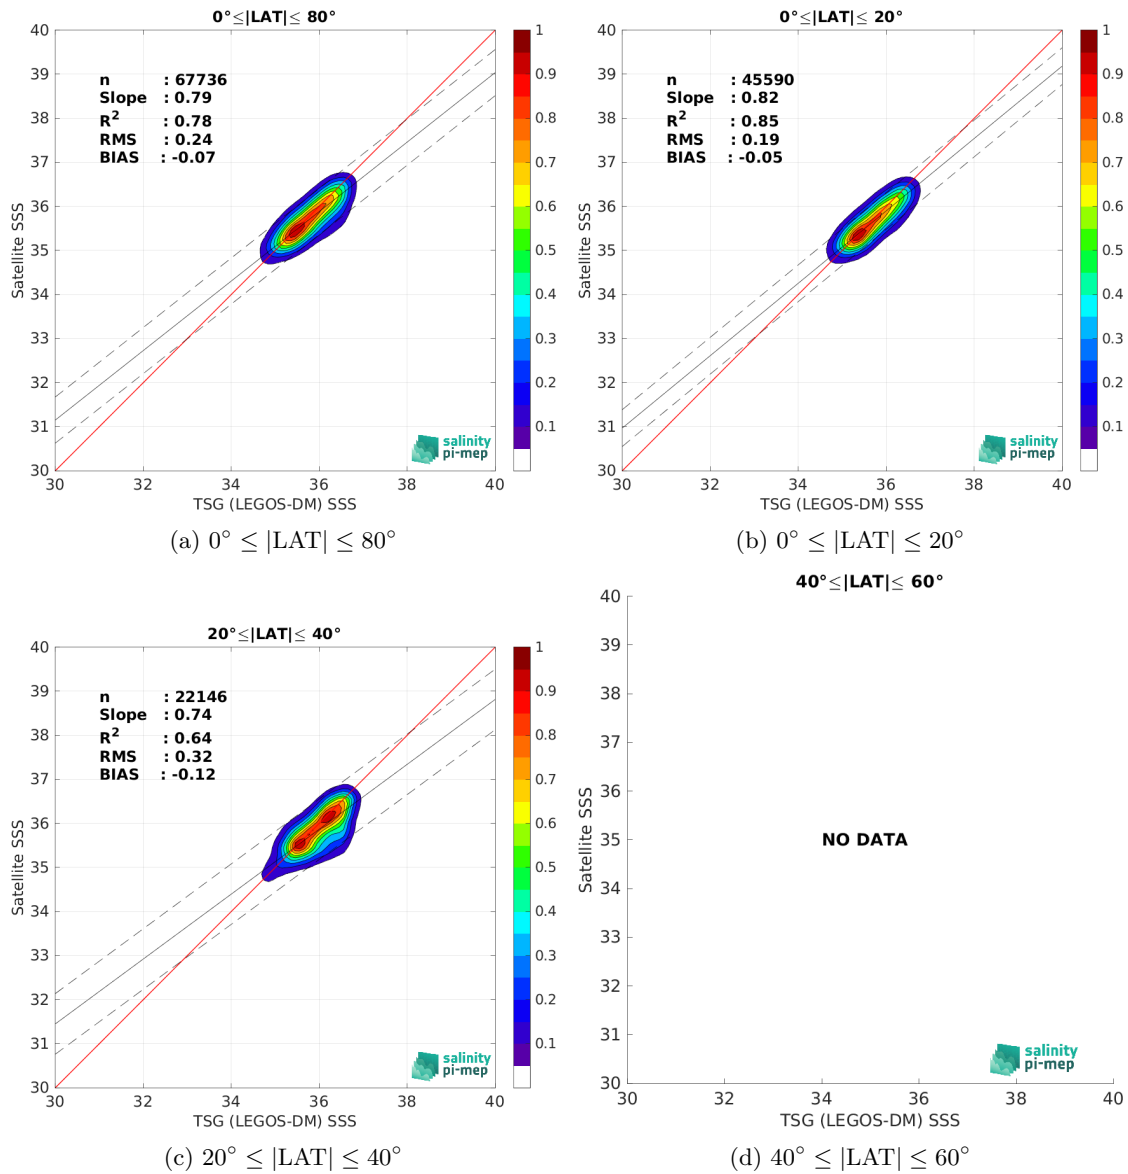 0°≤|LAT|≤ 80°
40
39
38
37
36
35
34
33
32
31
30
Satellite SSS
n : 67736
Slope : 0.79
R2 : 0.78
RMS : 0.24
BIAS : -0.07
1
0.9
0.8
0.7
0.6
0.5
0.4
0.3
0.2
0.1
salinity
pi-mep
30 32 34 36 38 40
TSG (LEGOS-DM) SSS
(a) 0° ≤ |LAT| ≤ 80°
0°≤|LAT|≤ 20°
40
39
38
37
36
35
34
33
32
31
30
Satellite SSS
n : 45590
Slope : 0.82
R2 : 0.85
RMS : 0.19
BIAS : -0.05
1
0.9
0.8
0.7
0.6
0.5
0.4
0.3
0.2
0.1
salinity
pi-mep
30 32 34 36 38 40
TSG (LEGOS-DM) SSS
(b) 0° ≤ |LAT| ≤ 20°
20°≤|LAT|≤ 40°
40
39
38
37
36
35
34
33
32
31
30
Satellite SSS
n : 22146
Slope : 0.74
R2 : 0.64
RMS : 0.32
BIAS : -0.12
1
0.9
0.8
0.7
0.6
0.5
0.4
0.3
0.2
0.1
salinity
pi-mep
30 32 34 36 38 40
TSG (LEGOS-DM) SSS
(c) 20° ≤ |LAT| ≤ 40°
40°≤|LAT|≤ 60°
40
39
38
37
36
35
34
33
32
31
30
Satellite SSS
NO DATA
salinity
pi-mep
30 32 34 36 38 40
TSG (LEGOS-DM) SSS
(d) 40° ≤ |LAT| ≤ 60°